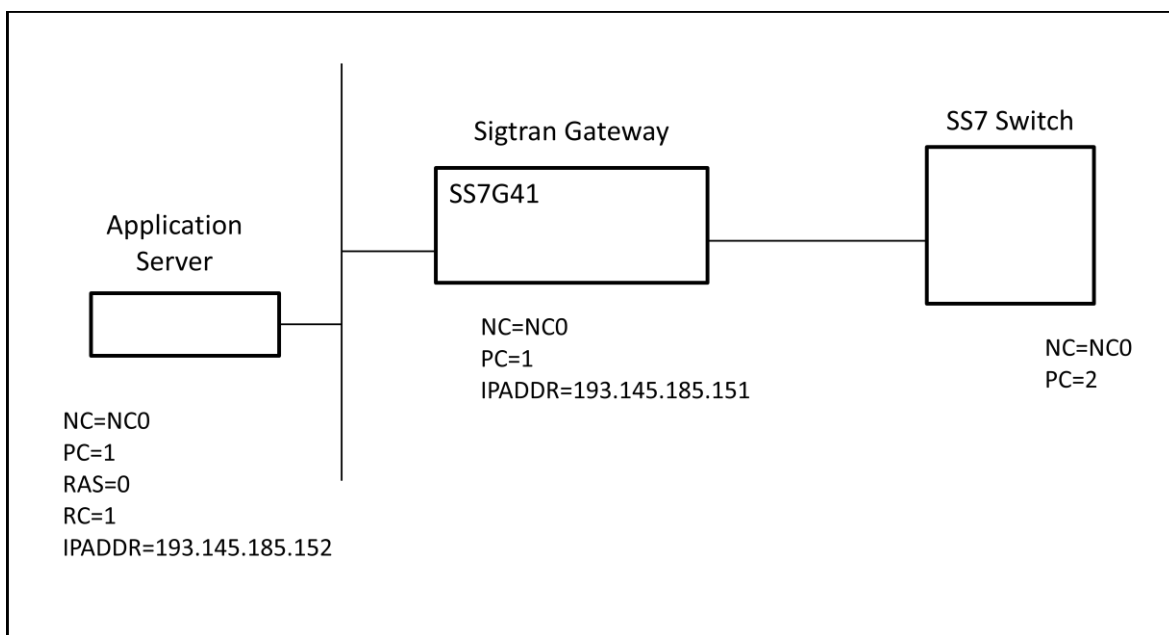 Application
Server
NC=NC0
PC=1
RAS=0
RC=1
IPADDR=193.145.185.152
Sigtran Gateway
SS7G41
NC=NC0
PC=1
IPADDR=193.145.185.151
SS7 Switch
NC=NC0
PC=2